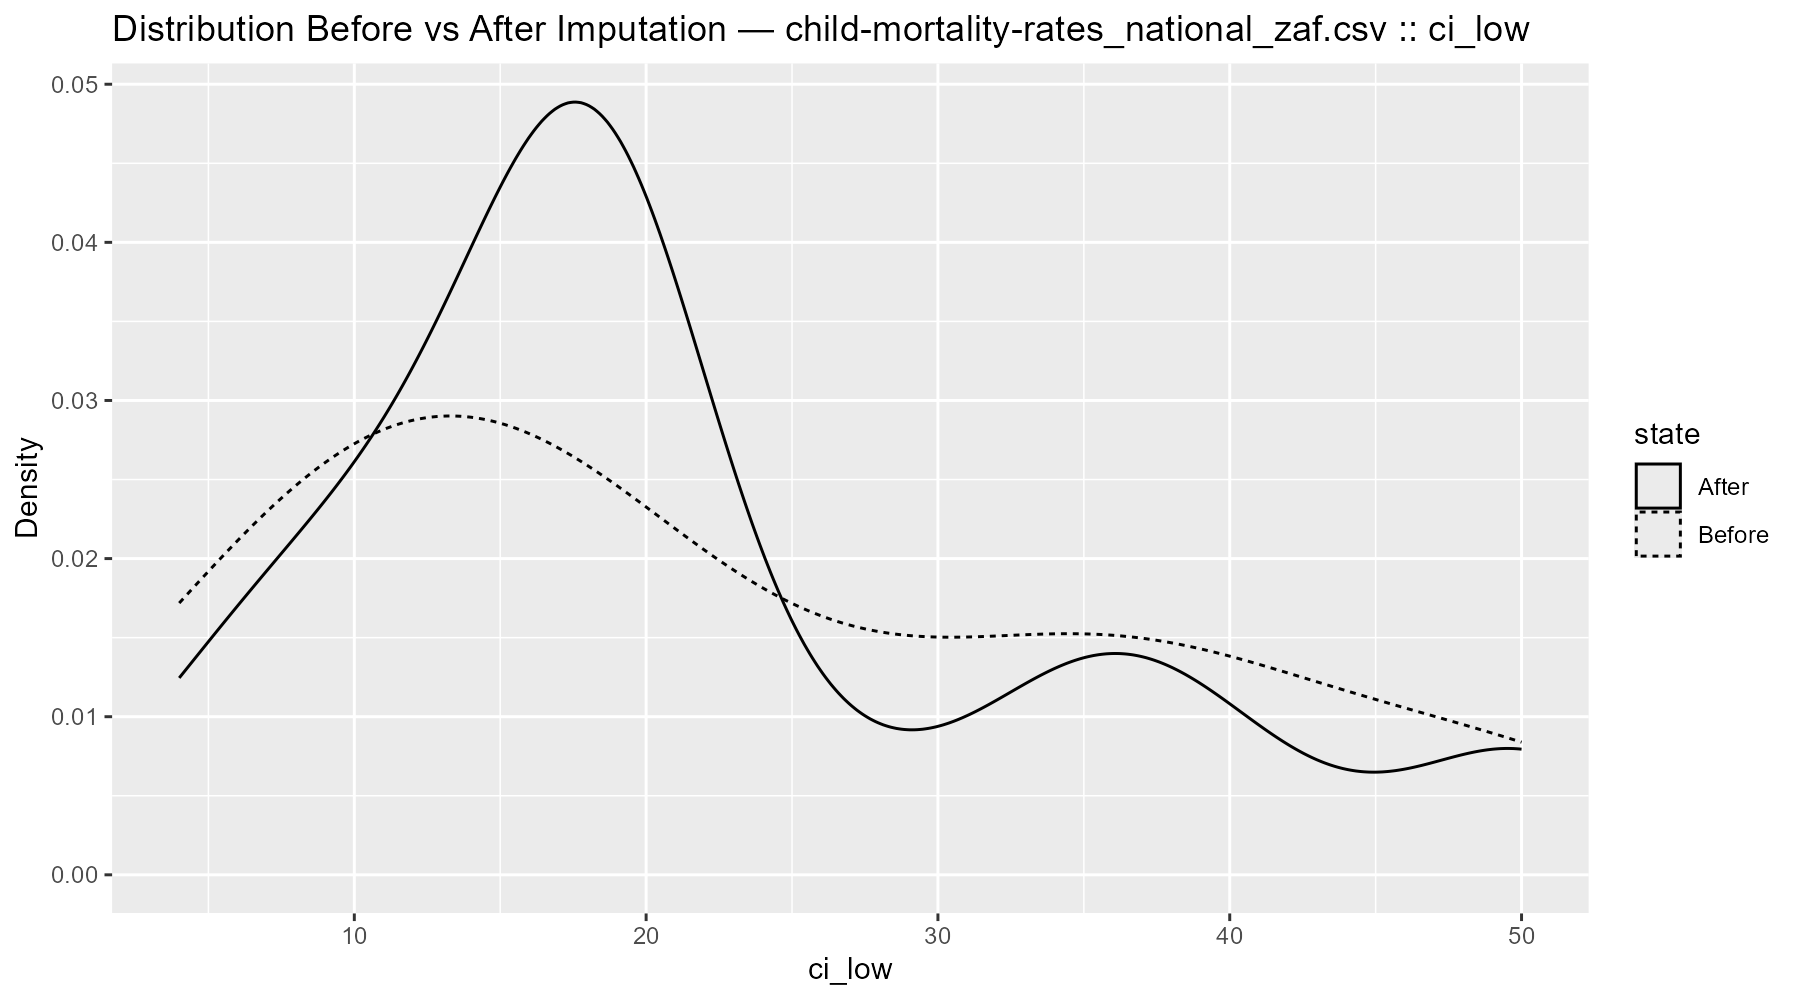 Distribution Before vs After Imputation — child-mortality-rates_national_zaf.csv :: ci_low
0.05
0.04
0.03
0.02
0.01
0.00
Density
10 20 30 40 50
ci_low
state
After
Before